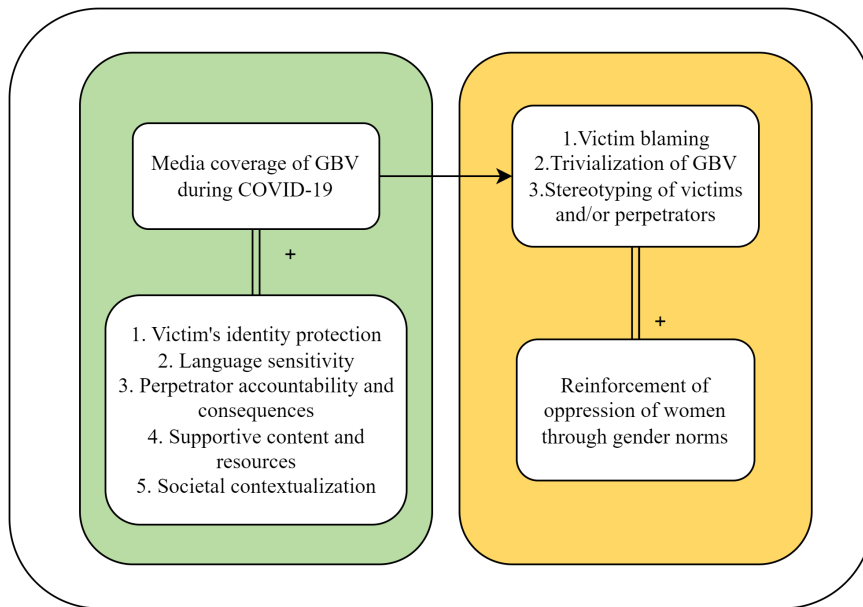 Media coverage of GBV
during COVID-19
+
1. Victim's identity protection
2. Language sensitivity
3. Perpetrator accountability and
consequences
4. Supportive content and
resources
5. Societal contextualization
1.Victim blaming
2.Trivialization of GBV
3.Stereotyping of victims
and/or perpetrators
+
Reinforcement of
oppression of women
through gender norms